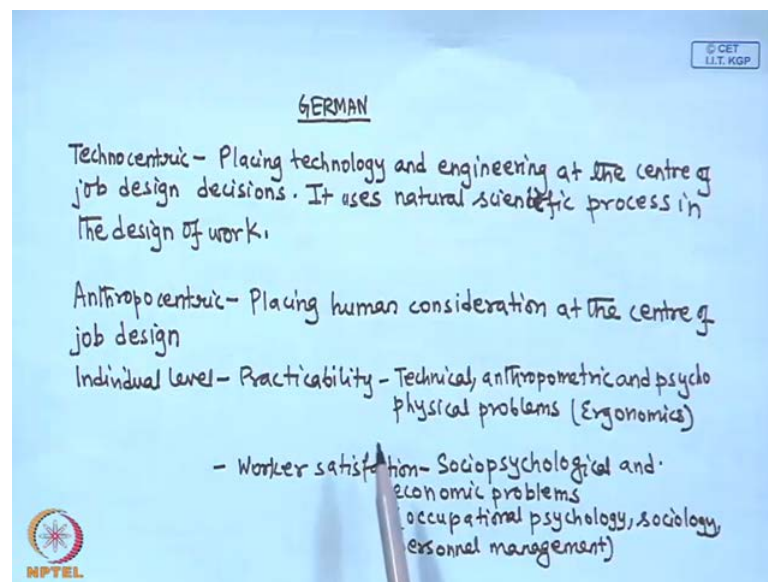 © CET
I.I.T. KGP
GERMAN
Technocentric - Placing technology and engineering at the centre of
job design decisions. It uses natural scientific process in
the design of work.
Anthropocentric - Placing human consideration at the centre of
job design
Individual level - Practicability - Technical, anthropometric and psycho
physical problems (Ergonomics)
- Worker satisfaction - Sociopsychological and
economic problems
occupational psychology, sociology,
ersonnel management)
NPTEL